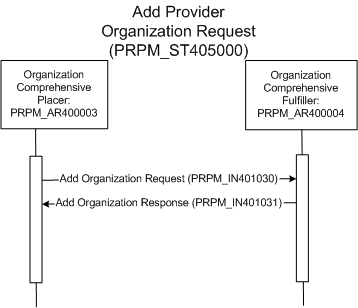 Add Provider
Organization Request
(PRPM_ST405000)
Organization
Comprehensive
Placer:
PRPM_AR400003
Organization
Comprehensive
Fulfiller:
PRPM_AR400004
Add Organization Request (PRPM_IN401030)
Add Organization Response (PRPM_IN401031)